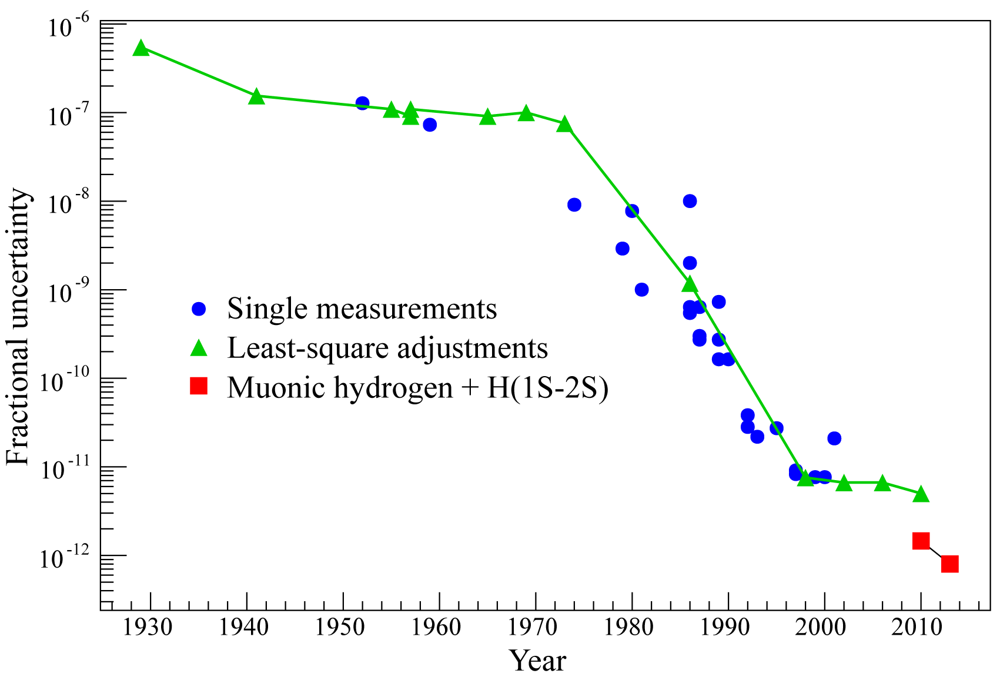 10^-6
10^-7
10^-8
10^-9
10^-10
10^-11
10^-12
Fractional uncertainty
Single measurements
Least-square adjustments
Muonic hydrogen + H(1S-2S)
1930 1940 1950 1960 1970 1980 1990 2000 2010
Year